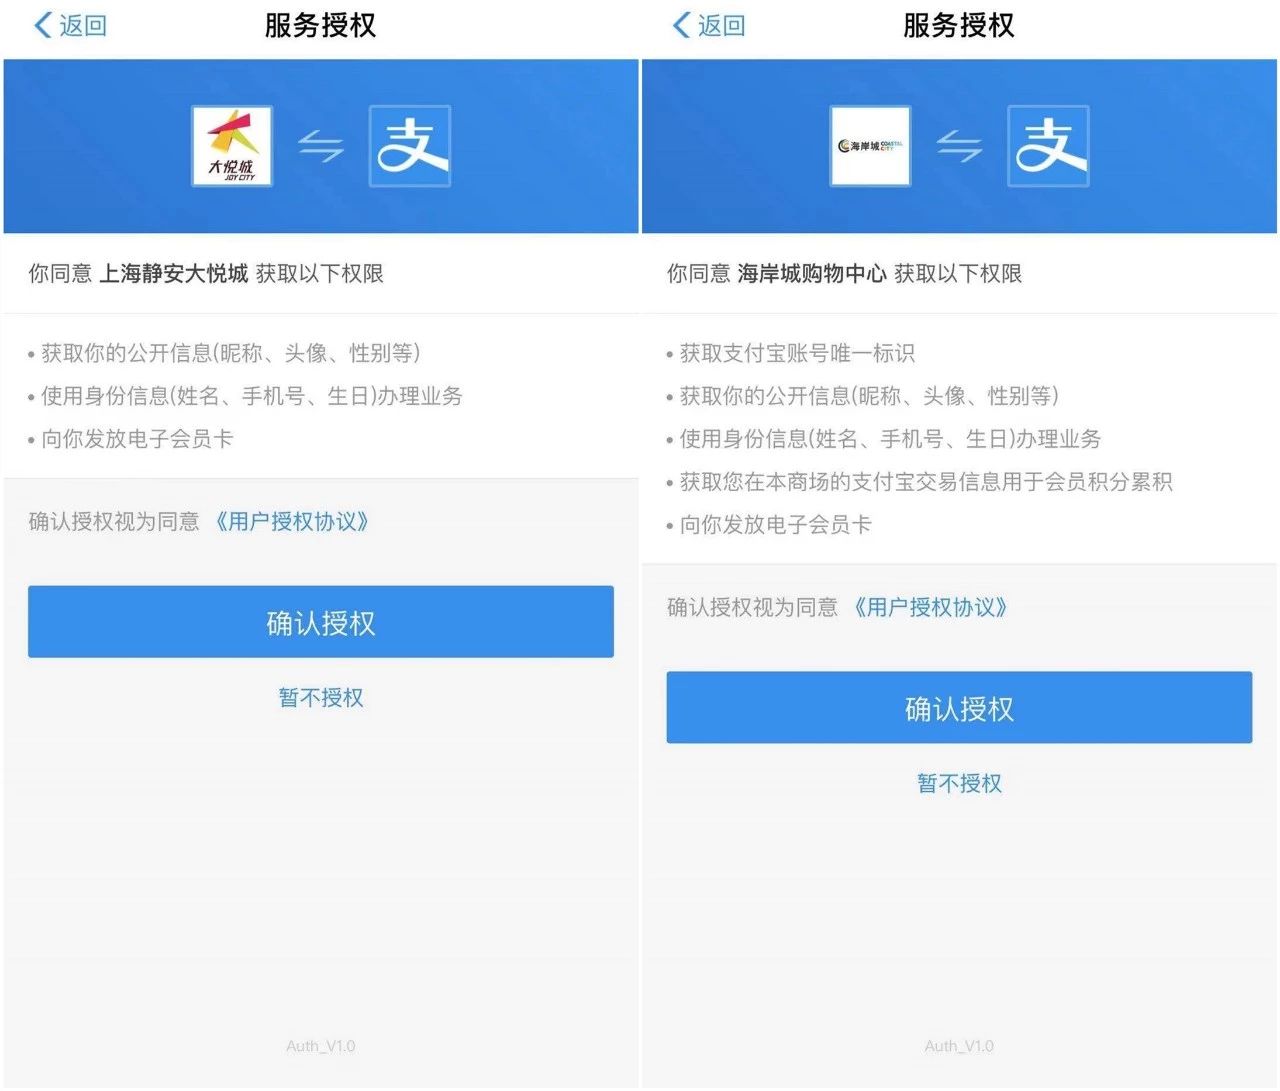 返回
服务授权
大悦城
JOY CITY
支
你同意 上海静安大悦城 获取以下权限
• 获取你的公开信息(昵称、头像、性别等)
• 使用身份信息(姓名、手机号、生日)办理业务
• 向你发放电子会员卡
确认授权视为同意 《用户授权协议》
确认授权
暂不授权
Auth_V1.0
返回
服务授权
海岸城 COASTAL CITY
支
你同意 海岸城购物中心 获取以下权限
• 获取支付宝账号唯一标识
• 获取你的公开信息(昵称、头像、性别等)
• 使用身份信息(姓名、手机号、生日)办理业务
• 获取您在本商场的支付宝交易信息用于会员积分累积
• 向你发放电子会员卡
确认授权视为同意 《用户授权协议》
确认授权
暂不授权
Auth_V1.0